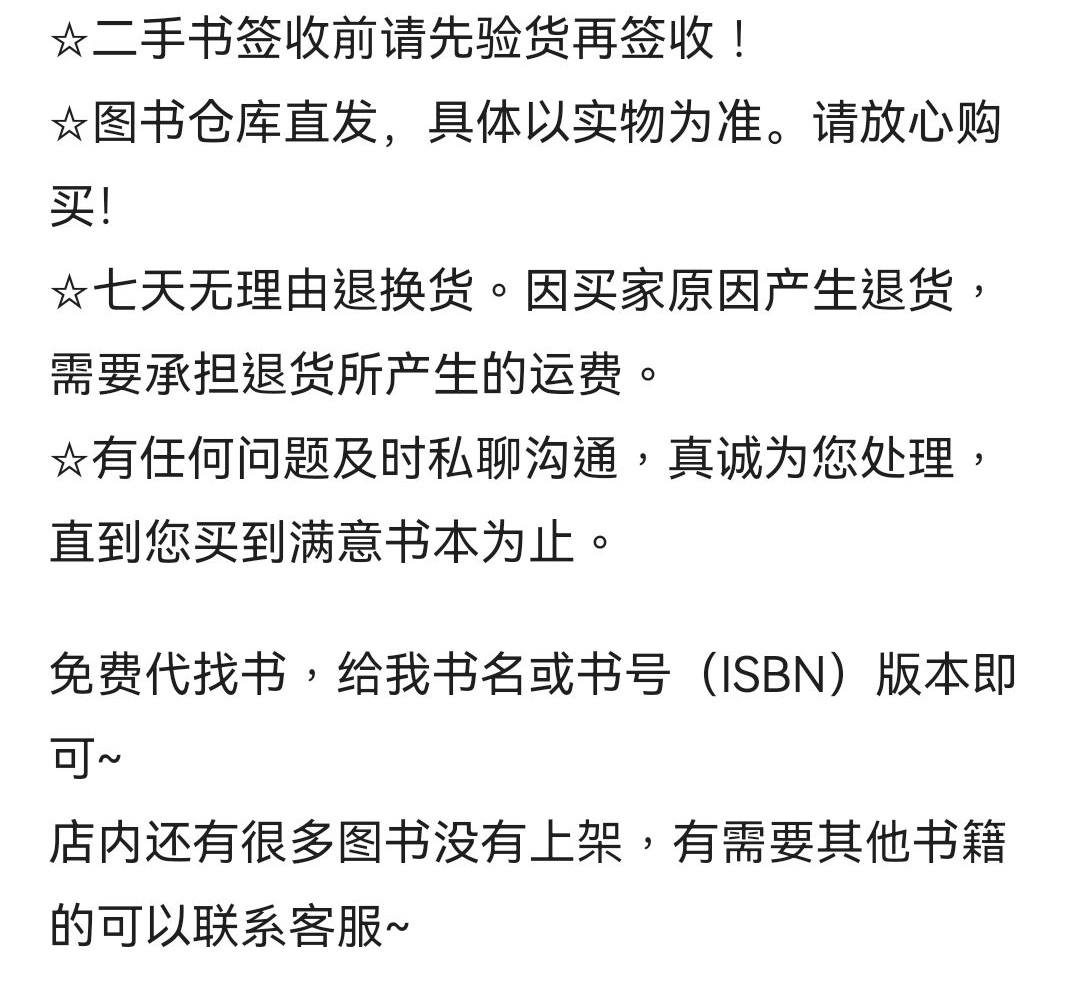 ☆二手书签收前请先验货再签收！
☆图书仓库直发，具体以实物为准。请放心购
买！
☆七天无理由退换货。因买家原因产生退货，
需要承担退货所产生的运费。
☆有任何问题及时私聊沟通，真诚为您处理，
直到您买到满意书本为止。
免费代找书，给我书名或书号（ISBN）版本即
可~
店内还有很多图书没有上架，有需要其他书籍
的可以联系客服~